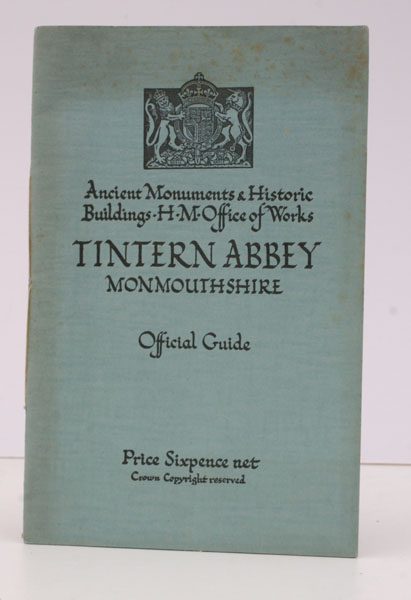 Ancient Monuments & Historic
Buildings · H · M · Office of Works
TINTERN ABBEY
MONMOUTHSHIRE
Official Guide
Price Sixpence net
Crown Copyright reserved